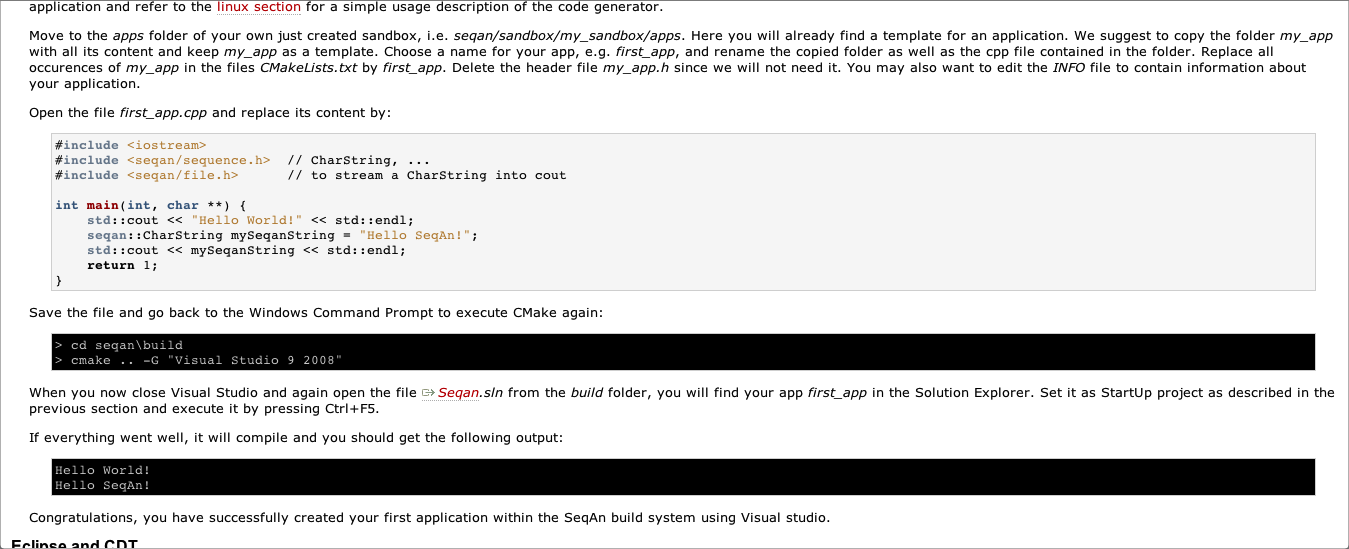 application and refer to the linux section for a simple usage description of the code generator.
Move to the apps folder of your own just created sandbox, i.e. seqan/sandbox/my_sandbox/apps. Here you will already find a template for an application. We suggest to copy the folder my_app
with all its content and keep my_app as a template. Choose a name for your app, e.g. first_app, and rename the copied folder as well as the cpp file contained in the folder. Replace all
occurences of my_app in the files CMakeLists.txt by first_app. Delete the header file my_app.h since we will not need it. You may also want to edit the INFO file to contain information about
your application.
Open the file first_app.cpp and replace its content by:
#include <iostream>
#include <seqan/sequence.h>  // CharString, ...
#include <seqan/file.h>      // to stream a CharString into cout
int main(int, char **) {
    std::cout << "Hello World!" << std::endl;
    seqan::CharString mySeqanString = "Hello SeqAn!";
    std::cout << mySeqanString << std::endl;
    return 1;
}
Save the file and go back to the Windows Command Prompt to execute CMake again:
> cd seqan\build
> cmake .. -G "Visual Studio 9 2008"
When you now close Visual Studio and again open the file Seqan.sln from the build folder, you will find your app first_app in the Solution Explorer. Set it as StartUp project as described in the
previous section and execute it by pressing Ctrl+F5.
If everything went well, it will compile and you should get the following output:
Hello World!
Hello SeqAn!
Congratulations, you have successfully created your first application within the SeqAn build system using Visual studio.
Eclipse and CDT